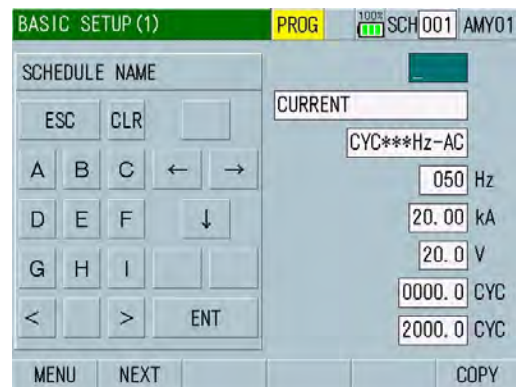 BASIC SETUP(1) PROG 100% SCH 001 AMY01
SCHEDULE NAME _
ESC CLR CURRENT
CYC***Hz-AC
A B C ← → 050 Hz
D E F ↓ 20.00 kA
G H I 20.0 V
0000.0 CYC
< > ENT 2000.0 CYC
MENU NEXT COPY